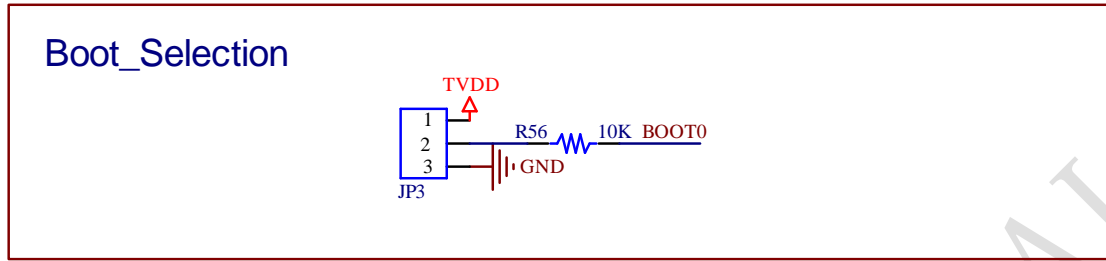 Boot_Selection
TVDD
1
2 R56 10K BOOT0
3 GND
JP3